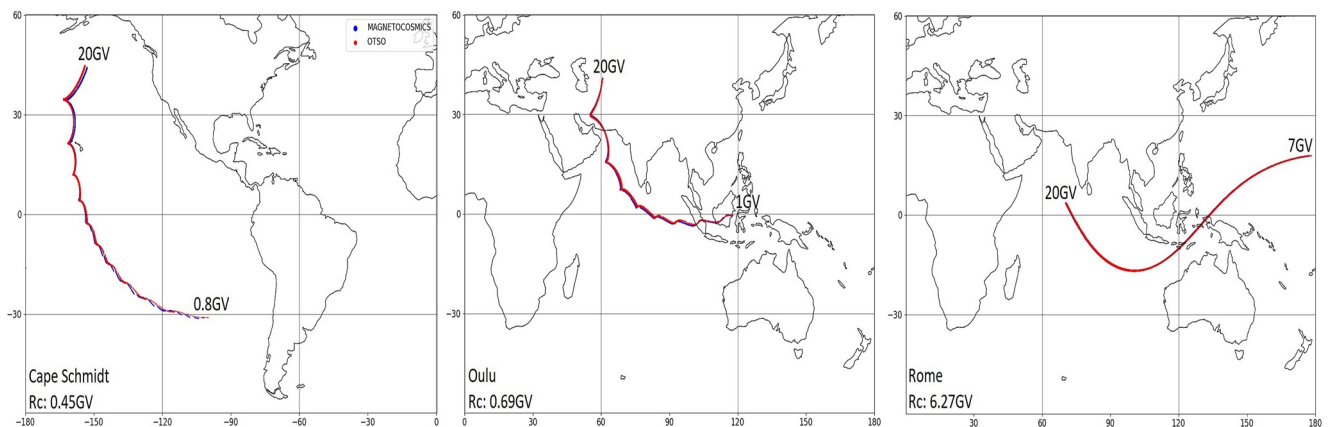 60
30
0
−30
−180
−150
−120
−90
−60
−30
0
20GV
0.8GV
MAGNETOCOSMICS
OTSO
Cape Schmidt
Rc: 0.45GV
60
30
0
−30
0
30
60
90
120
150
180
20GV
1GV
Oulu
Rc: 0.69GV
60
30
0
−30
0
30
60
90
120
150
180
20GV
7GV
Rome
Rc: 6.27GV